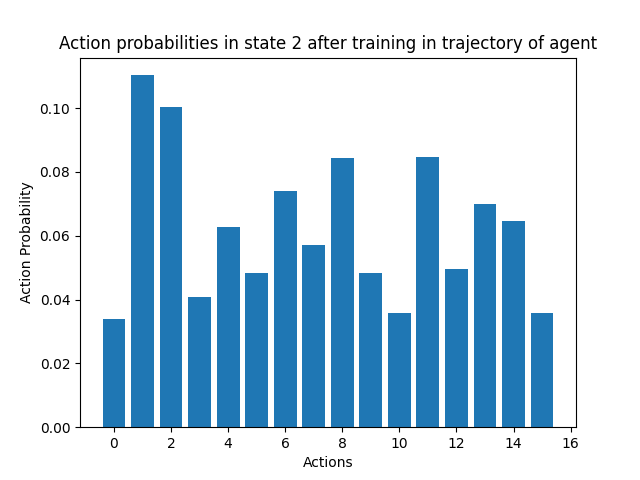 Action probabilities in state 2 after training in trajectory of agent
Action Probability
0.10
0.08
0.06
0.04
0.02
0.00
0 2 4 6 8 10 12 14 16
Actions